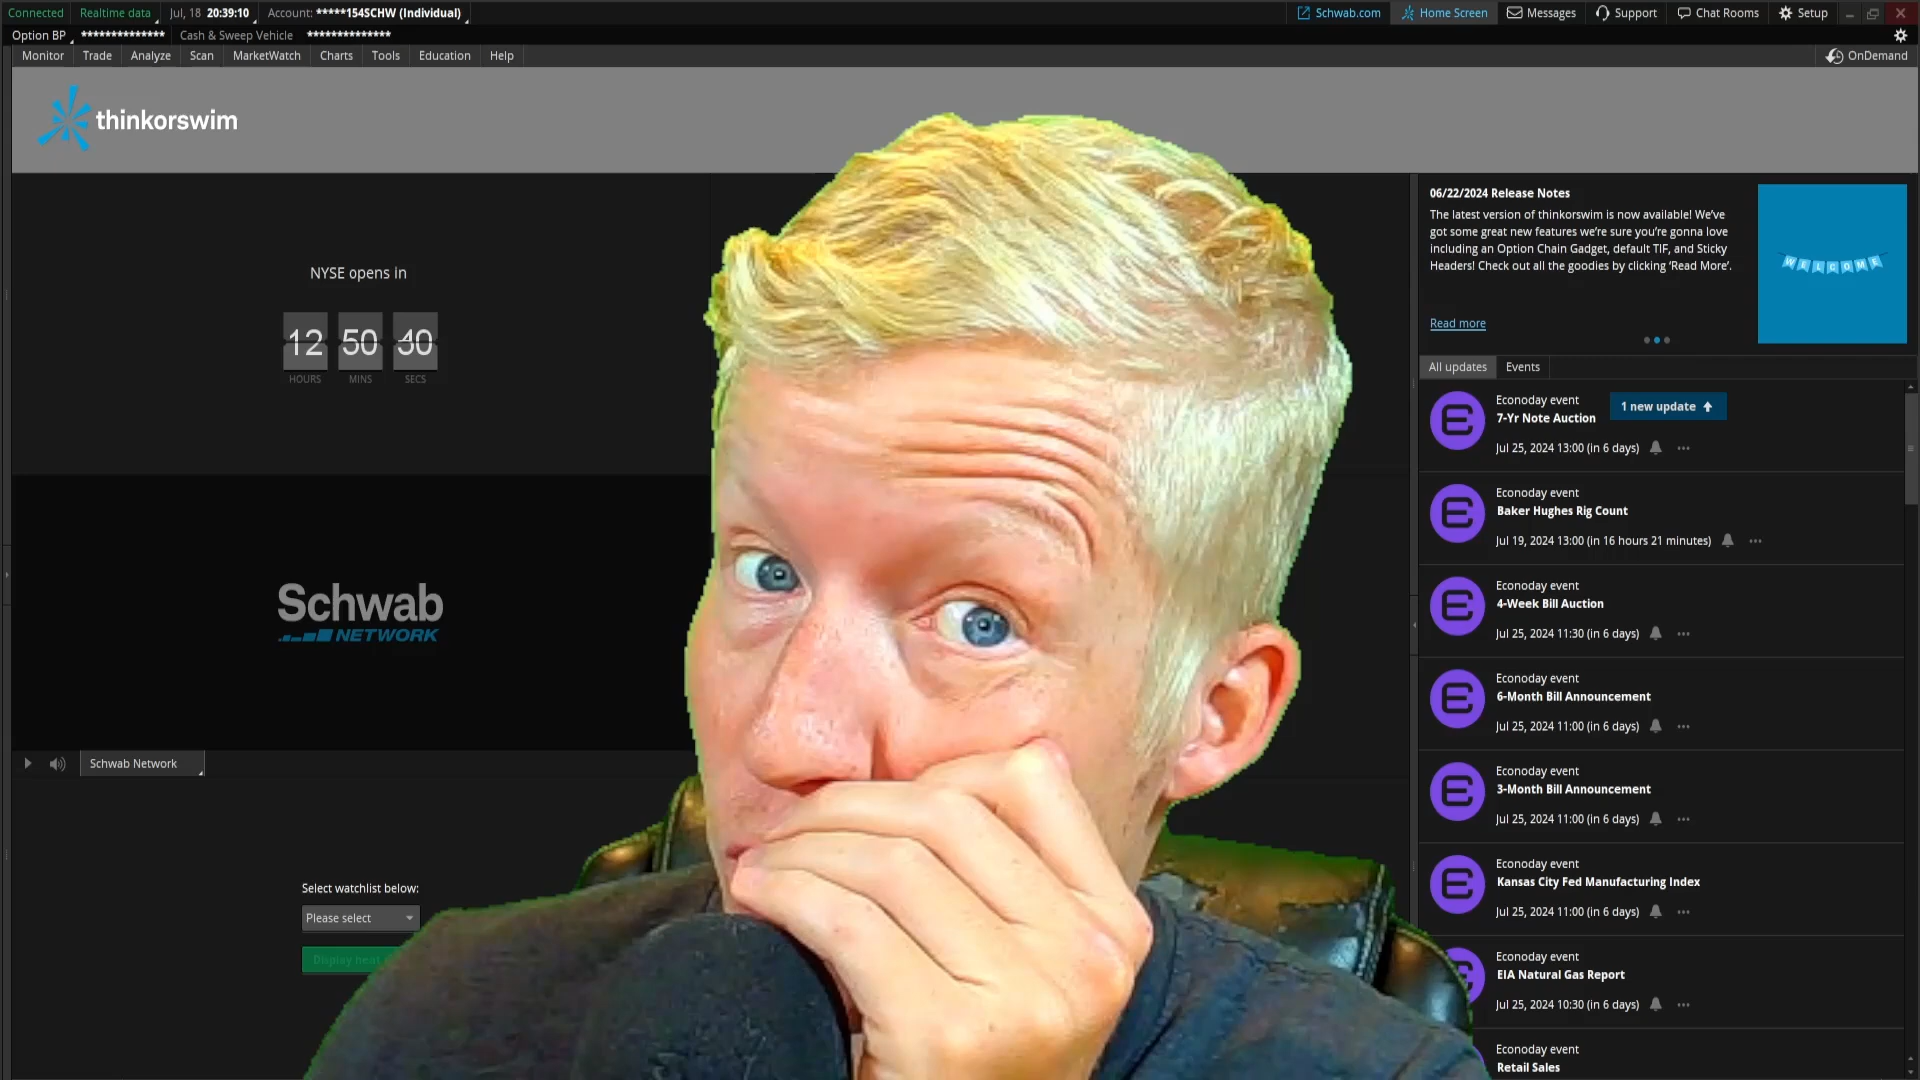 Connected Realtime data Jul, 18 20:39:10 Account: *****154SCHW (Individual) Schwab.com Home Screen Messages Support Chat Rooms Setup
Option BP ************** Cash & Sweep Vehicle **************
Monitor Trade Analyze Scan MarketWatch Charts Tools Education Help OnDemand
thinkorswim
NYSE opens in
12 50
HOURS MINS SECS
Schwab
NETWORK
Schwab Network
Select watchlist below:
Please select
Display heat
06/22/2024 Release Notes
The latest version of thinkorswim is now available! We've
got some great new features we're sure you're gonna love
including an Option Chain Gadget, default TIF, and Sticky
Headers! Check out all the goodies by clicking 'Read More'.
Read more
WELCOME
All updates Events
Econoday event
7-Yr Note Auction
1 new update
Jul 25, 2024 13:00 (in 6 days)
Econoday event
Baker Hughes Rig Count
Jul 19, 2024 13:00 (in 16 hours 21 minutes)
Econoday event
4-Week Bill Auction
Jul 25, 2024 11:30 (in 6 days)
Econoday event
6-Month Bill Announcement
Jul 25, 2024 11:00 (in 6 days)
Econoday event
3-Month Bill Announcement
Jul 25, 2024 11:00 (in 6 days)
Econoday event
Kansas City Fed Manufacturing Index
Jul 25, 2024 11:00 (in 6 days)
Econoday event
EIA Natural Gas Report
Jul 25, 2024 10:30 (in 6 days)
Econoday event
Retail Sales